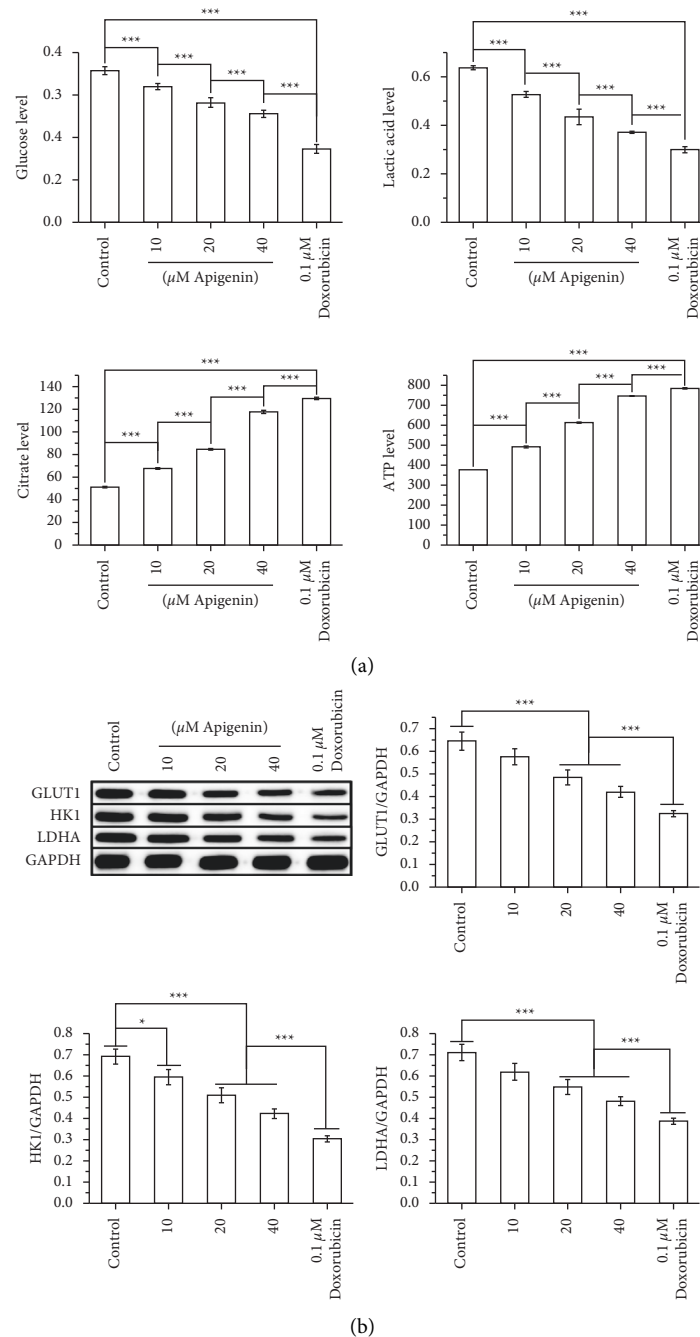 Glucose level
0.4
0.3
0.4
0.0
***
***
***
***
***
Control
10
20
40
0.1 µM
Doxorubicin
(µM Apigenin)
Lactic acid level
0.6
0.4
0.2
0.0
***
***
***
***
***
Control
10
20
40
0.1 µM
Doxorubicin
(µM Apigenin)
Citrate level
140
120
100
80
60
40
20
0
***
***
***
***
***
Control
10
20
40
0.1 µM
Doxorubicin
(µM Apigenin)
ATP level
800
700
600
500
400
300
200
100
0
***
***
***
***
***
Control
10
20
40
0.1 µM
Doxorubicin
(µM Apigenin)
(a)
Control
(µM Apigenin)
10
20
40
0.1 µM
Doxorubicin
GLUT1
HK1
LDHA
GAPDH
GLUT1/GAPDH
0.7
0.6
0.5
0.4
0.3
0.2
0.1
0.0
***
***
Control
10
20
40
0.1 µM
Doxorubicin
HK1/GAPDH
0.8
0.7
0.6
0.5
0.4
0.3
0.2
0.1
0.0
***
*
***
Control
10
20
40
0.1 µM
Doxorubicin
LDHA/GAPDH
0.8
0.7
0.6
0.5
0.4
0.3
0.2
0.1
0.0
***
***
Control
10
20
40
0.1 µM
Doxorubicin
(b)